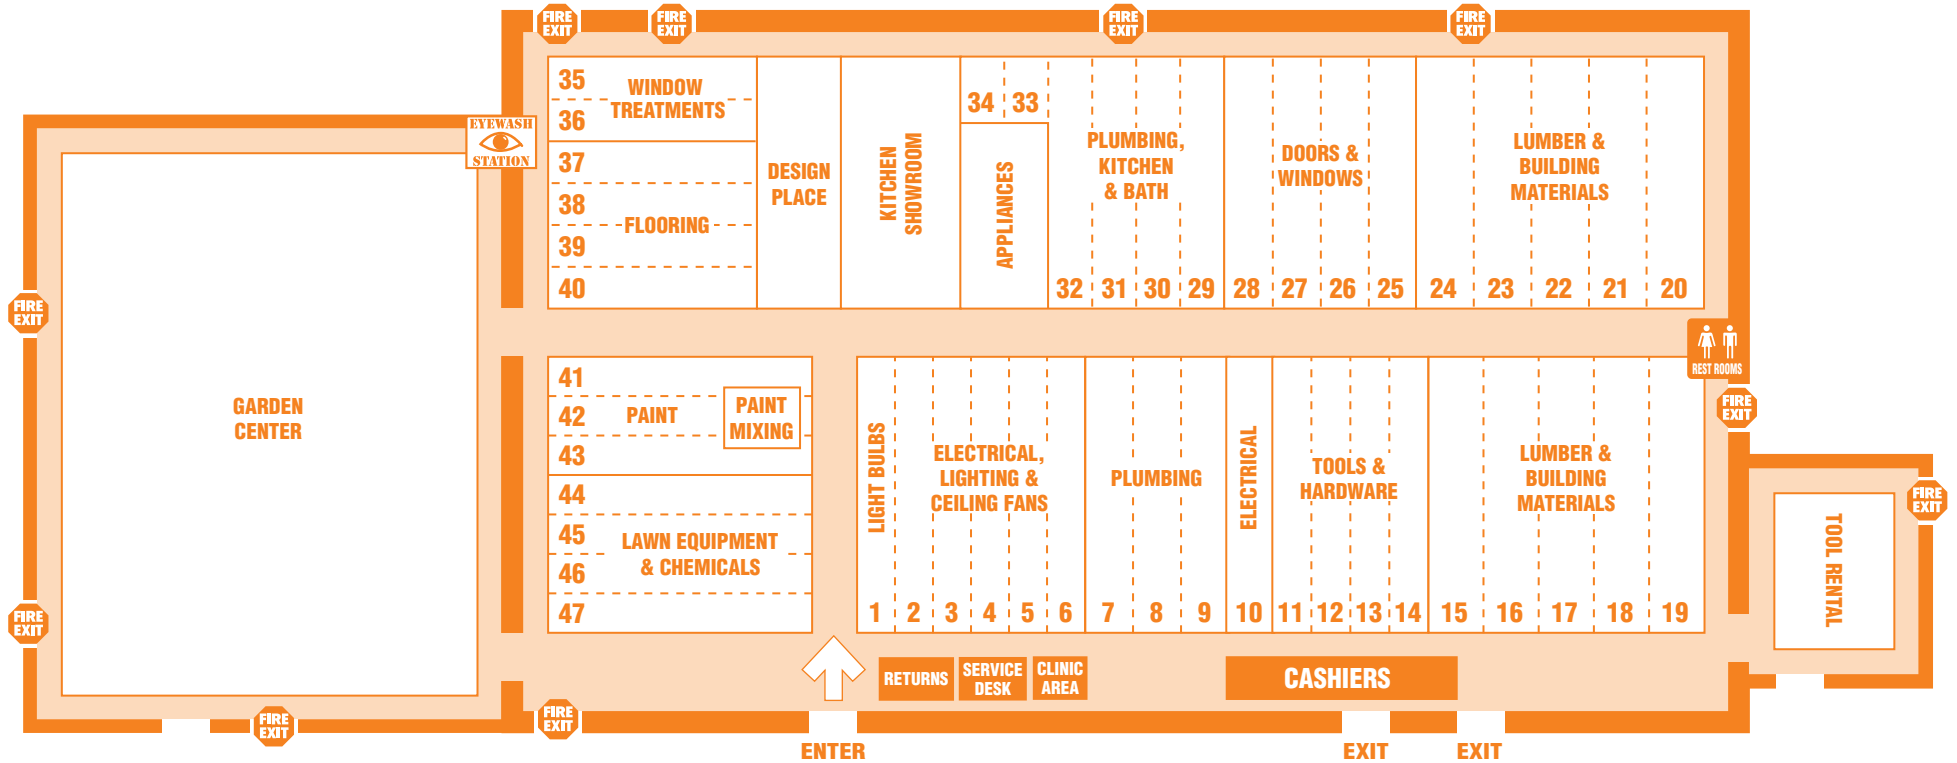 FIRE
EXIT
FIRE
EXIT
FIRE
EXIT
FIRE
EXIT
EYEWASH
STATION
35
36
WINDOW
TREATMENTS
37
38
39
40
FLOORING
DESIGN
PLACE
KITCHEN
SHOWROOM
34 33
APPLIANCES
PLUMBING,
KITCHEN
& BATH
32 31 30 29
DOORS &
WINDOWS
28 27 26 25
LUMBER &
BUILDING
MATERIALS
24 23 22 21 20
REST ROOMS
FIRE
EXIT
FIRE
EXIT
GARDEN
CENTER
FIRE
EXIT
FIRE
EXIT
41
42
43
PAINT
PAINT
MIXING
44
45
46
47
LAWN EQUIPMENT
& CHEMICALS
LIGHT BULBS
1
ELECTRICAL,
LIGHTING &
CEILING FANS
2 3 4 5 6
PLUMBING
7 8 9
ELECTRICAL
10
TOOLS &
HARDWARE
11 12 13 14
LUMBER &
BUILDING
MATERIALS
15 16 17 18 19
TOOL RENTAL
FIRE
EXIT
FIRE
EXIT
RETURNS
SERVICE
DESK
CLINIC
AREA
CASHIERS
ENTER
EXIT
EXIT